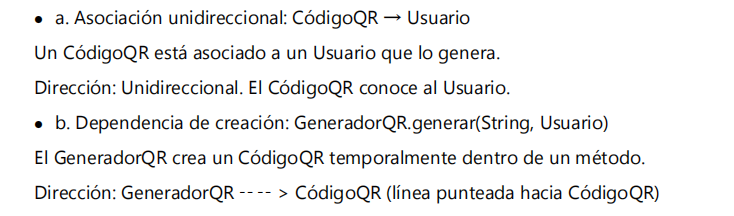 • a. Asociación unidireccional: CódigoQR → Usuario
Un CódigoQR está asociado a un Usuario que lo genera.
Dirección: Unidireccional. El CódigoQR conoce al Usuario.
• b. Dependencia de creación: GeneradorQR.generar(String, Usuario)
El GeneradorQR crea un CódigoQR temporalmente dentro de un método.
Dirección: GeneradorQR ---- > CódigoQR (línea punteada hacia CódigoQR)